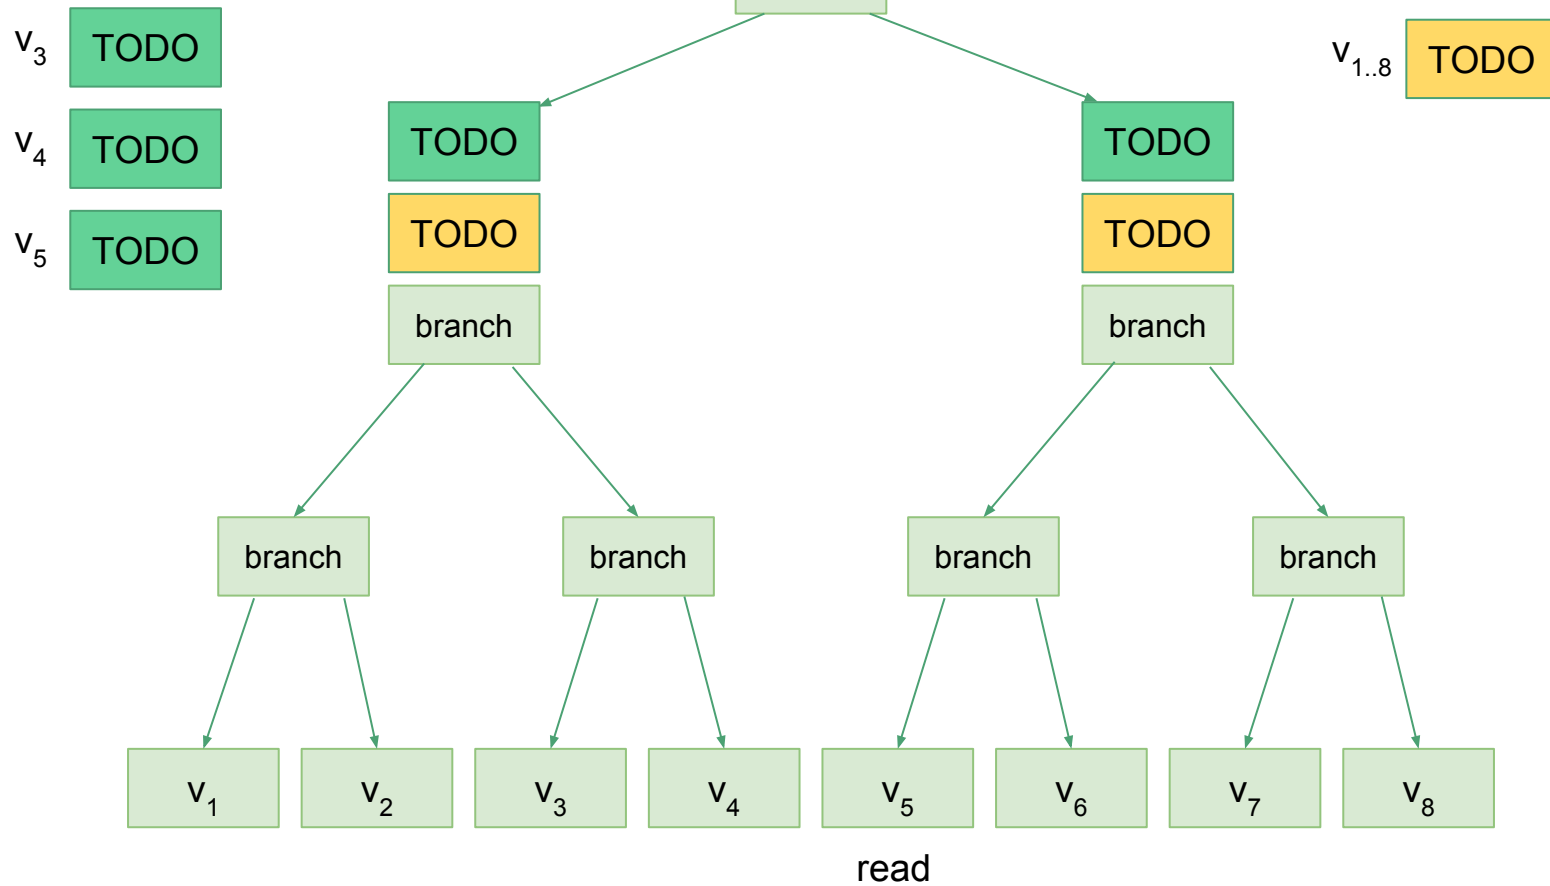 v3 TODO
v1..8 TODO
v4 TODO
TODO TODO
v5 TODO
TODO TODO
branch branch
branch branch branch branch
v1 v2 v3 v4 v5 v6 v7 v8
read